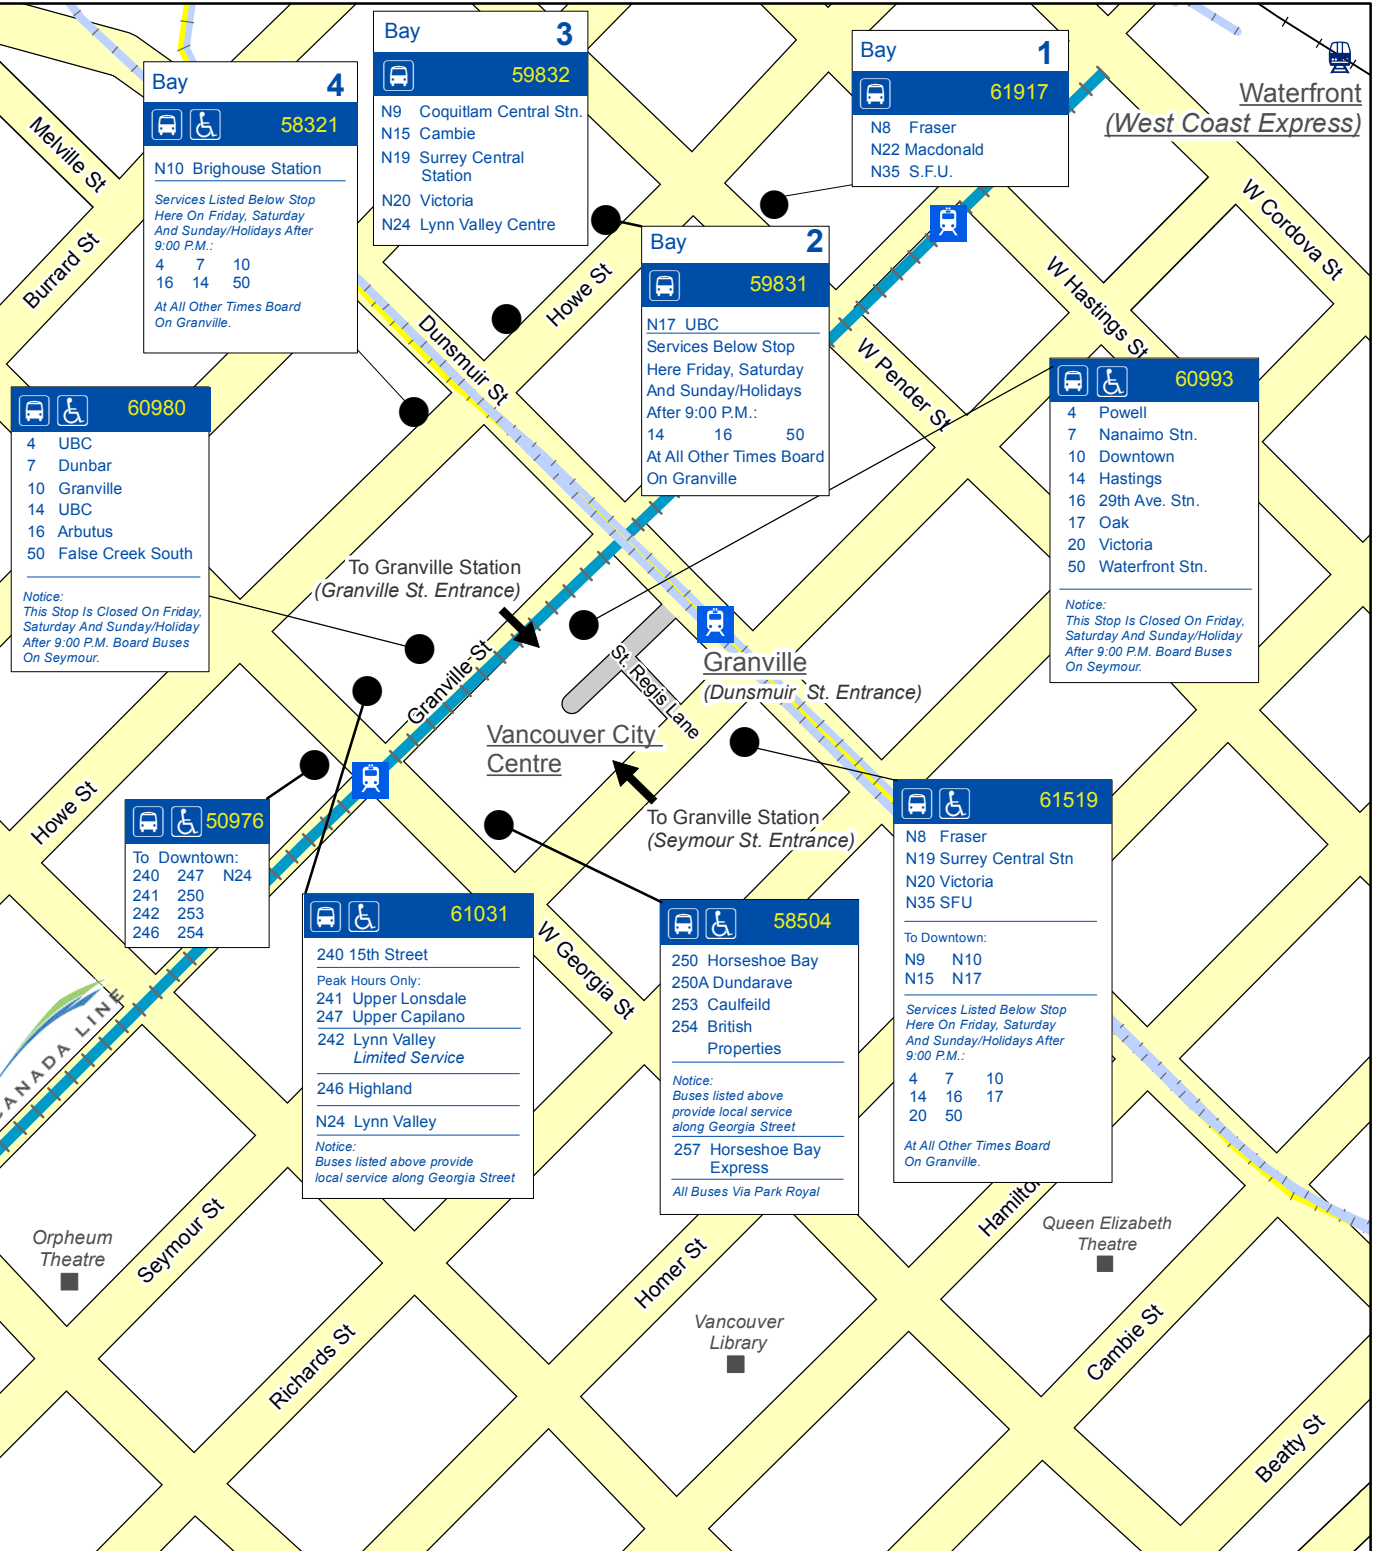 Bay 4
58321
N10 Brighouse Station
Services Listed Below Stop
Here On Friday, Saturday
And Sunday/Holidays After
9:00 P.M.:
4 7 10
16 14 50
At All Other Times Board
On Granville.
Bay 3
59832
N9 Coquitlam Central Stn.
N15 Cambie
N19 Surrey Central
Station
N20 Victoria
N24 Lynn Valley Centre
Bay 1
61917
N8 Fraser
N22 Macdonald
N35 S.F.U.
Waterfront
(West Coast Express)
Bay 2
59831
N17 UBC
Services Below Stop
Here Friday, Saturday
And Sunday/Holidays
After 9:00 P.M.:
14 16 50
At All Other Times Board
On Granville
Melville St
Burrard St
Howe St
Dunsmuir St
W Cordova St
W Hastings St
W Pender St
60980
4 UBC
7 Dunbar
10 Granville
14 UBC
16 Arbutus
50 False Creek South
Notice:
This Stop Is Closed On Friday,
Saturday And Sunday/Holiday
After 9:00 P.M. Board Buses
On Seymour.
60993
4 Powell
7 Nanaimo Stn.
10 Downtown
14 Hastings
16 29th Ave. Stn.
17 Oak
20 Victoria
50 Waterfront Stn.
Notice:
This Stop Is Closed On Friday,
Saturday And Sunday/Holiday
After 9:00 P.M. Board Buses
On Seymour.
To Granville Station
(Granville St. Entrance)
Granville St
St. Regis Lane
Granville
(Dunsmuir St. Entrance)
Vancouver City
Centre
To Granville Station
(Seymour St. Entrance)
Howe St
50976
To Downtown:
240 247 N24
241 250
242 253
246 254
61031
240 15th Street
Peak Hours Only:
241 Upper Lonsdale
247 Upper Capilano
242 Lynn Valley
Limited Service
246 Highland
N24 Lynn Valley
Notice:
Buses listed above provide
local service along Georgia Street
W Georgia St
58504
250 Horseshoe Bay
250A Dundarave
253 Caulfeild
254 British
Properties
Notice:
Buses listed above
provide local service
along Georgia Street
257 Horseshoe Bay
Express
All Buses Via Park Royal
61519
N8 Fraser
N19 Surrey Central Stn
N20 Victoria
N35 SFU
To Downtown:
N9 N10
N15 N17
Services Listed Below Stop
Here On Friday, Saturday
And Sunday/Holidays After
9:00 P.M.:
4 7 10
14 16 17
20 50
At All Other Times Board
On Granville.
CANADA LINE
Orpheum
Theatre
Seymour St
Richards St
Homer St
Hamilto
Queen Elizabeth
Theatre
Vancouver
Library
Cambie St
Beatty St